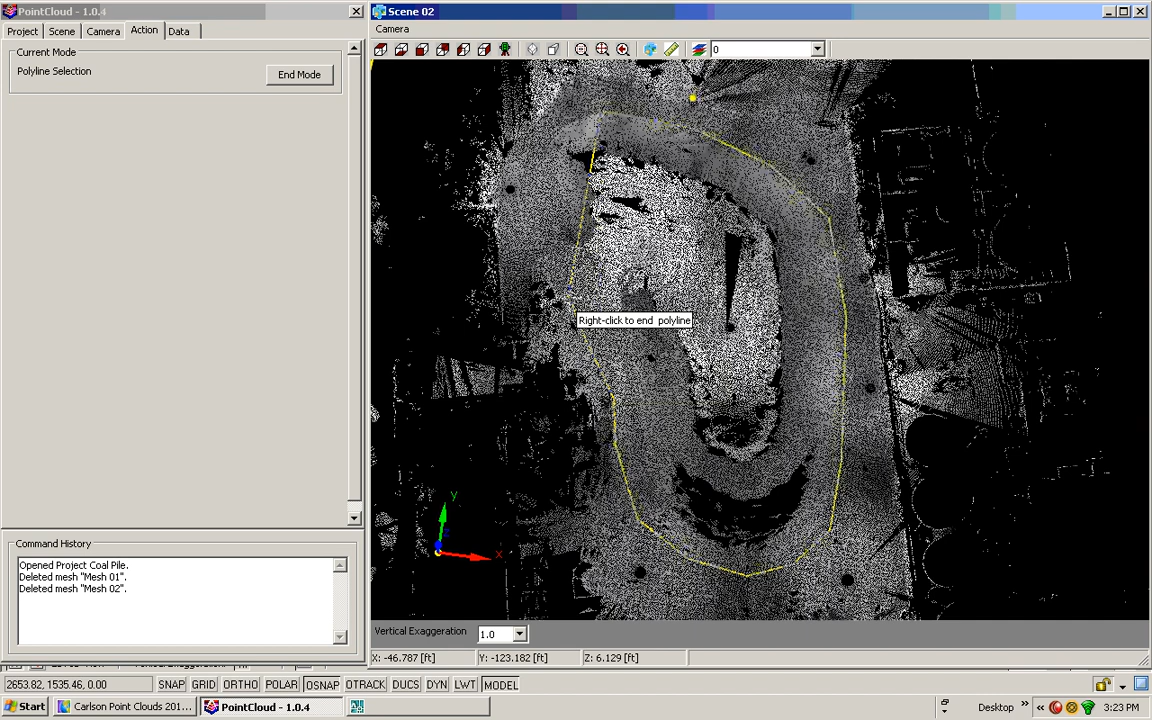 PointCloud - 1.0.4
Project
Scene
Camera
Action
Data
Current Mode
Polyline Selection
End Mode
Command History
Opened Project Coal Pile.
Deleted mesh "Mesh 01".
Deleted mesh "Mesh 02".
Scene 02
Camera
0
Right-click to end polyline
y
x
Vertical Exaggeration
1.0
X: -46.787 [ft]
Y: -123.182 [ft]
Z: 6.129 [ft]
2653.82, 1535.46, 0.00
SNAP
GRID
ORTHO
POLAR
OSNAP
OTRACK
DUCS
DYN
LWT
MODEL
Start
Carlson Point Clouds 201...
PointCloud - 1.0.4
Desktop
3:23 PM